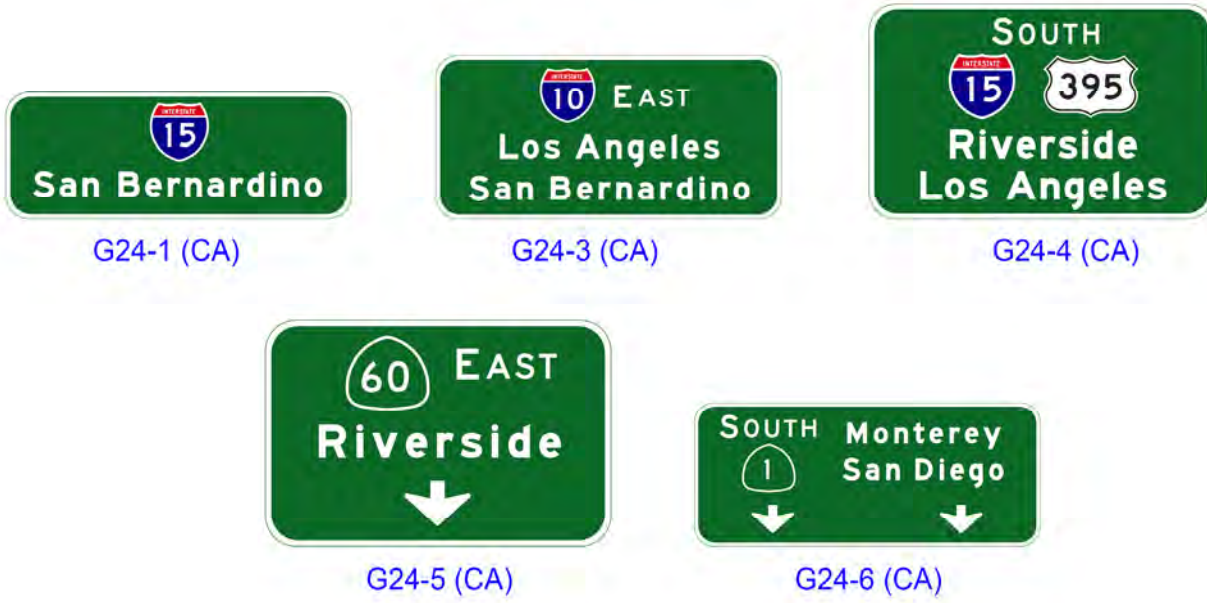 INTERSTATE
15
San Bernardino
G24-1 (CA)
INTERSTATE
10 EAST
Los Angeles
San Bernardino
G24-3 (CA)
SOUTH
INTERSTATE
15 395
Riverside
Los Angeles
G24-4 (CA)
60 EAST
Riverside
G24-5 (CA)
SOUTH
1
Monterey
San Diego
G24-6 (CA)